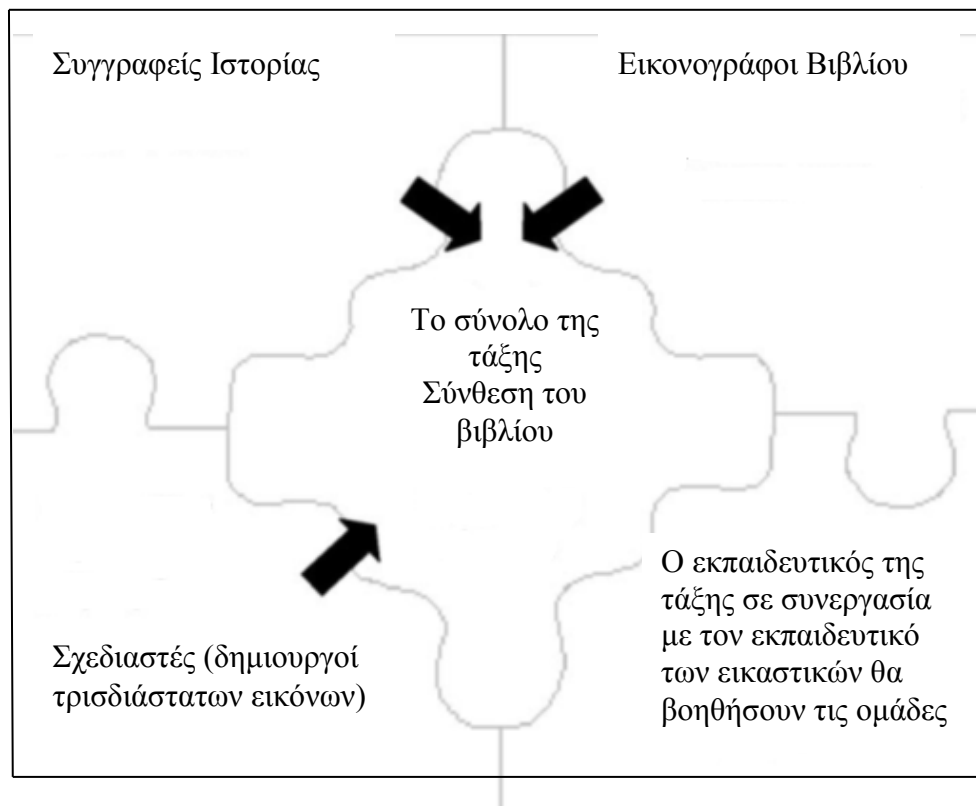 Συγγραφείς Ιστορίας
Εικονογράφοι Βιβλίου
Το σύνολο της
τάξης
Σύνθεση του
βιβλίου
Σχεδιαστές (δημιουργοί
τρισδιάστατων εικόνων)
Ο εκπαιδευτικός της
τάξης σε συνεργασία
με τον εκπαιδευτικό
των εικαστικών θα
βοηθήσουν τις ομάδες